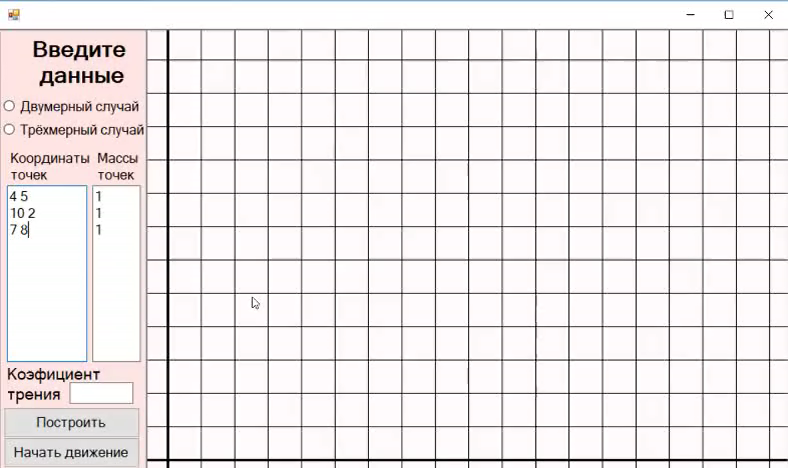 Введите
данные
Двумерный случай
Трёхмерный случай
Координаты Массы
точек точек
4 5 1
10 2 1
7 8 1
Коэфициент
трения
Построить
Начать движение